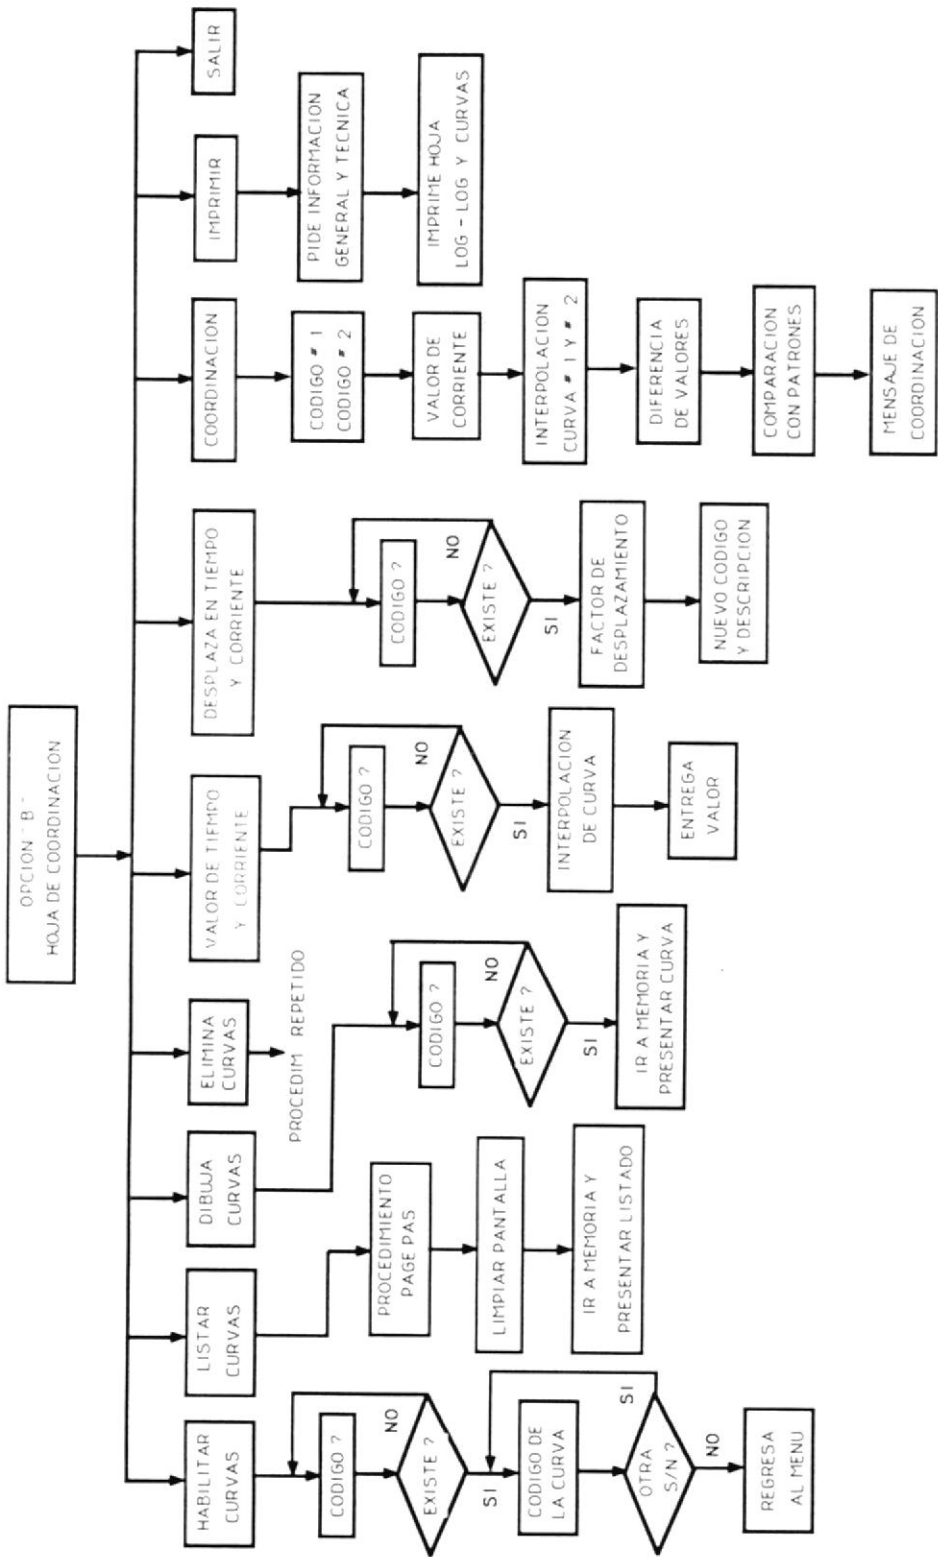 OPCION "B"
HOJA DE COORDINACION
HABILITAR
CURVAS
CODIGO ?
EXISTE ?
NO
SI
CODIGO DE
LA CURVA
OTRA
S/N ?
SI
NO
REGRESA
AL MENU
LISTAR
CURVAS
PROCEDIMIENTO
PAGE PAS
LIMPIAR PANTALLA
IR A MEMORIA Y
PRESENTAR LISTADO
DIBUJA
CURVAS
CODIGO ?
EXISTE ?
NO
SI
IR A MEMORIA Y
PRESENTAR CURVA
ELIMINA
CURVAS
PROCEDIM REPETIDO
VALOR DE TIEMPO
Y CORRIENTE
CODIGO ?
EXISTE ?
NO
SI
INTERPOLACION
DE CURVA
ENTREGA
VALOR
DESPLAZA EN TIEMPO
Y CORRIENTE
CODIGO ?
EXISTE ?
NO
SI
FACTOR DE
DESPLAZAMIENTO
NUEVO CODIGO
Y DESCRIPCION
COORDINACION
CODIGO # 1
CODIGO # 2
VALOR DE
CORRIENTE
INTERPOLACION
CURVA # 1 Y # 2
DIFERENCIA
DE VALORES
COMPARACION
CON PATRONES
MENSAJE DE
COORDINACION
IMPRIMIR
PIDE INFORMACION
GENERAL Y TECNICA
IMPRIME HOJA
LOG - LOG Y CURVAS
SALIR